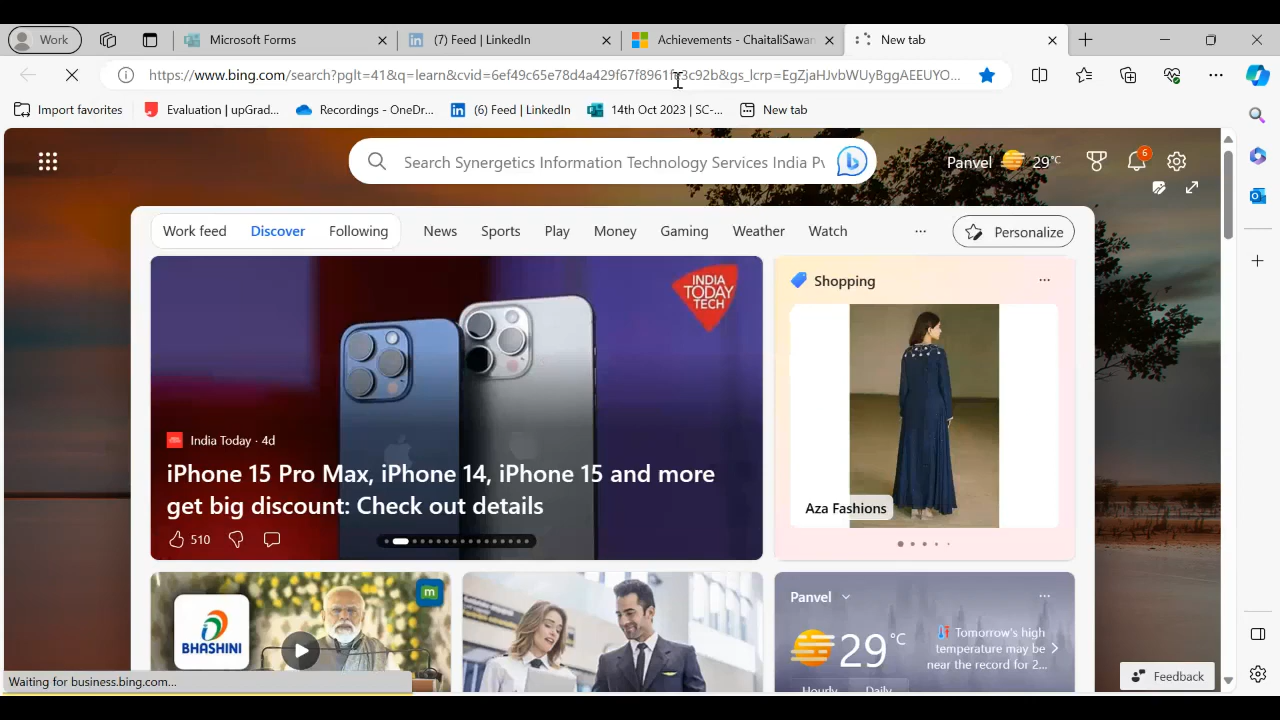 Work
Microsoft Forms
(7) Feed | LinkedIn
Achievements - ChaitaliSawan
New tab
https://www.bing.com/search?pglt=41&q=learn&cvid=
Import favorites
Evaluation | upGrad...
Recordings - OneDr...
(6) Feed | LinkedIn
14th Oct 2023 | SC-...
New tab
Search Synergetics Information Technology Services India Pv
Panvel
29°C
6
Work feed
Discover
Following
News
Sports
Play
Money
Gaming
Weather
Watch
...
Personalize
INDIA
TODAY
TECH
India Today · 4d
iPhone 15 Pro Max, iPhone 14, iPhone 15 and more
get big discount: Check out details
510
Shopping
Aza Fashions
BHASHINI
m
Panvel
29°C
Tomorrow's high
temperature may be
near the record for 2...
Hourly
Daily
Feedback
Waiting for business.bing.com...